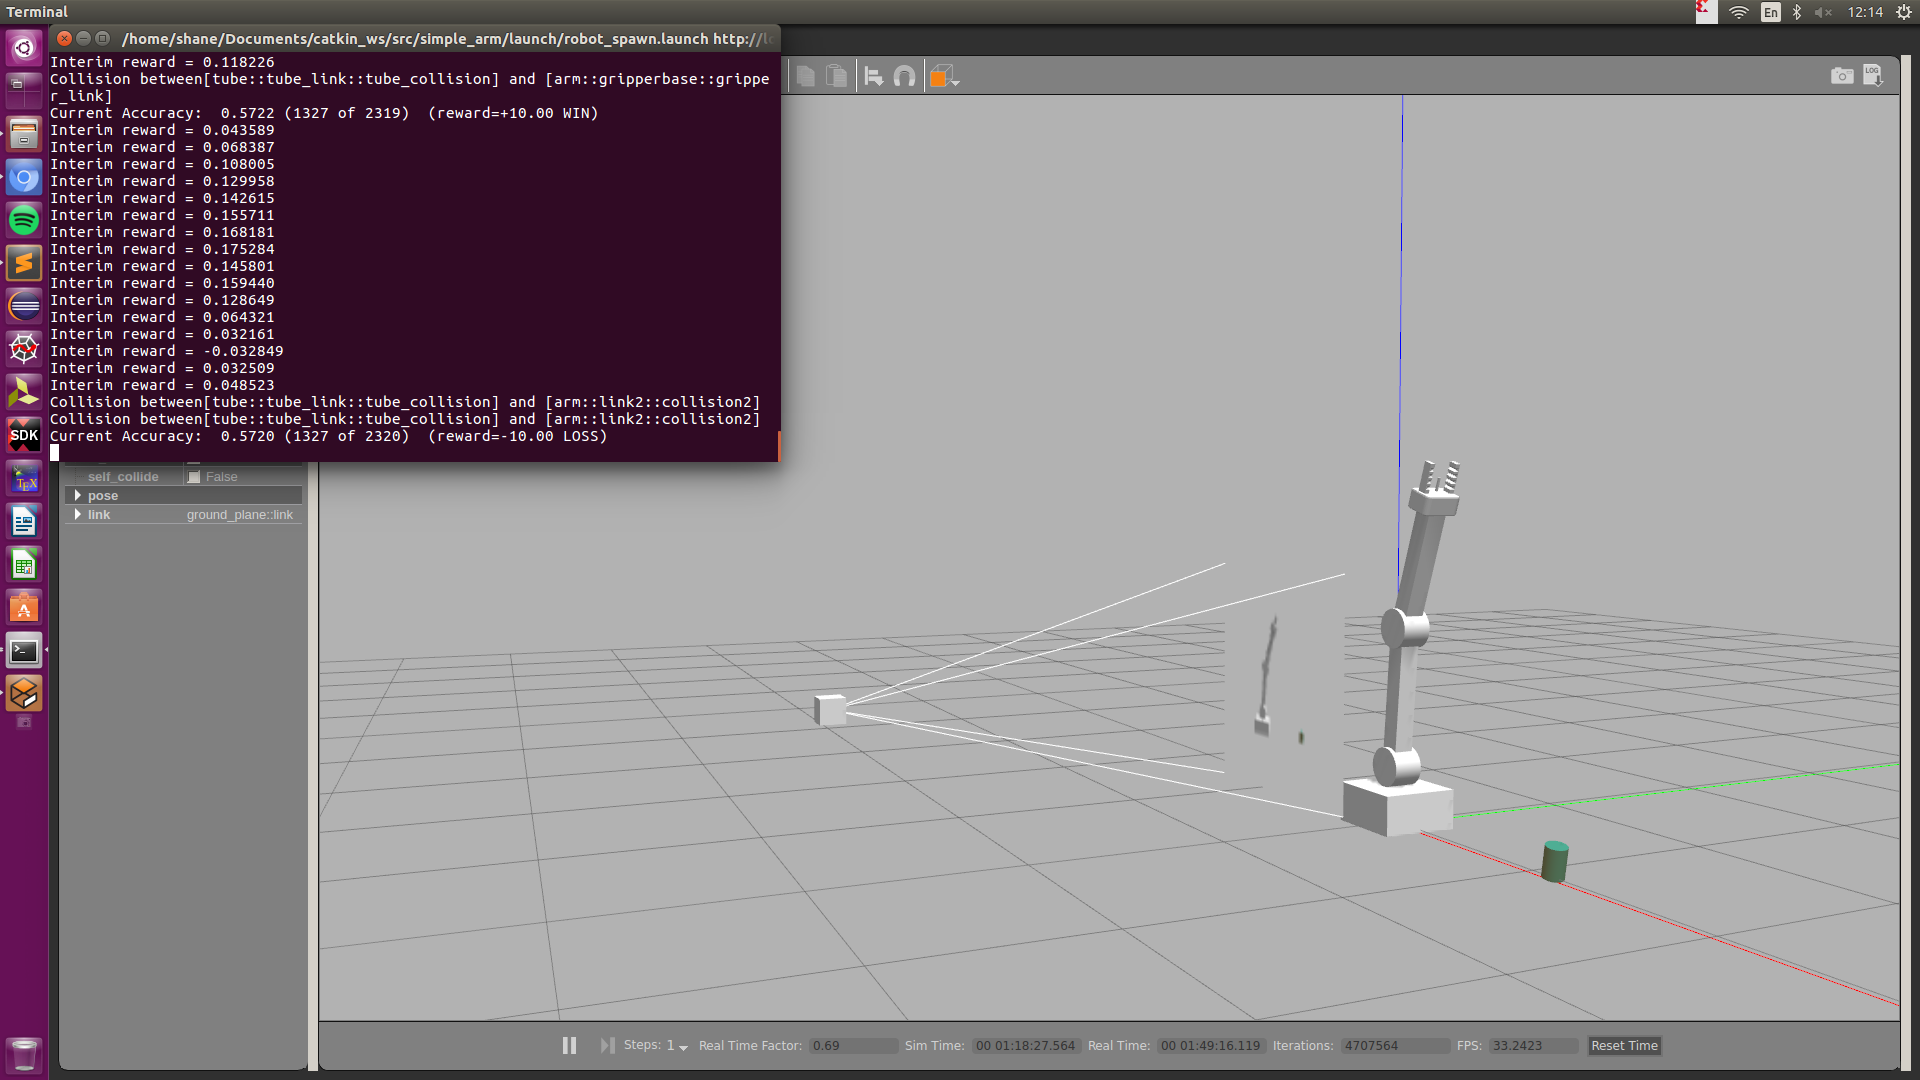 Terminal
En
12:14
/home/shane/Documents/catkin_ws/src/simple_arm/launch/robot_spawn.launch http://l
Interim reward = 0.118226
Collision between[tube::tube_link::tube_collision] and [arm::gripperbase::grippe
r_link]
Current Accuracy:  0.5722 (1327 of 2319)  (reward=+10.00 WIN)
Interim reward = 0.043589
Interim reward = 0.068387
Interim reward = 0.108005
Interim reward = 0.129958
Interim reward = 0.142615
Interim reward = 0.155711
Interim reward = 0.168181
Interim reward = 0.175284
Interim reward = 0.145801
Interim reward = 0.159440
Interim reward = 0.128649
Interim reward = 0.064321
Interim reward = 0.032161
Interim reward = -0.032849
Interim reward = 0.032509
Interim reward = 0.048523
Collision between[tube::tube_link::tube_collision] and [arm::link2::collision2]
Collision between[tube::tube_link::tube_collision] and [arm::link2::collision2]
Current Accuracy:  0.5720 (1327 of 2320)  (reward=-10.00 LOSS)
LOG
SDK
TEX
self_collide False
pose
link ground_plane::link
Steps: 1 Real Time Factor: 0.69 Sim Time: 00 01:18:27.564 Real Time: 00 01:49:16.119 Iterations: 4707564 FPS: 33.2423 Reset Time